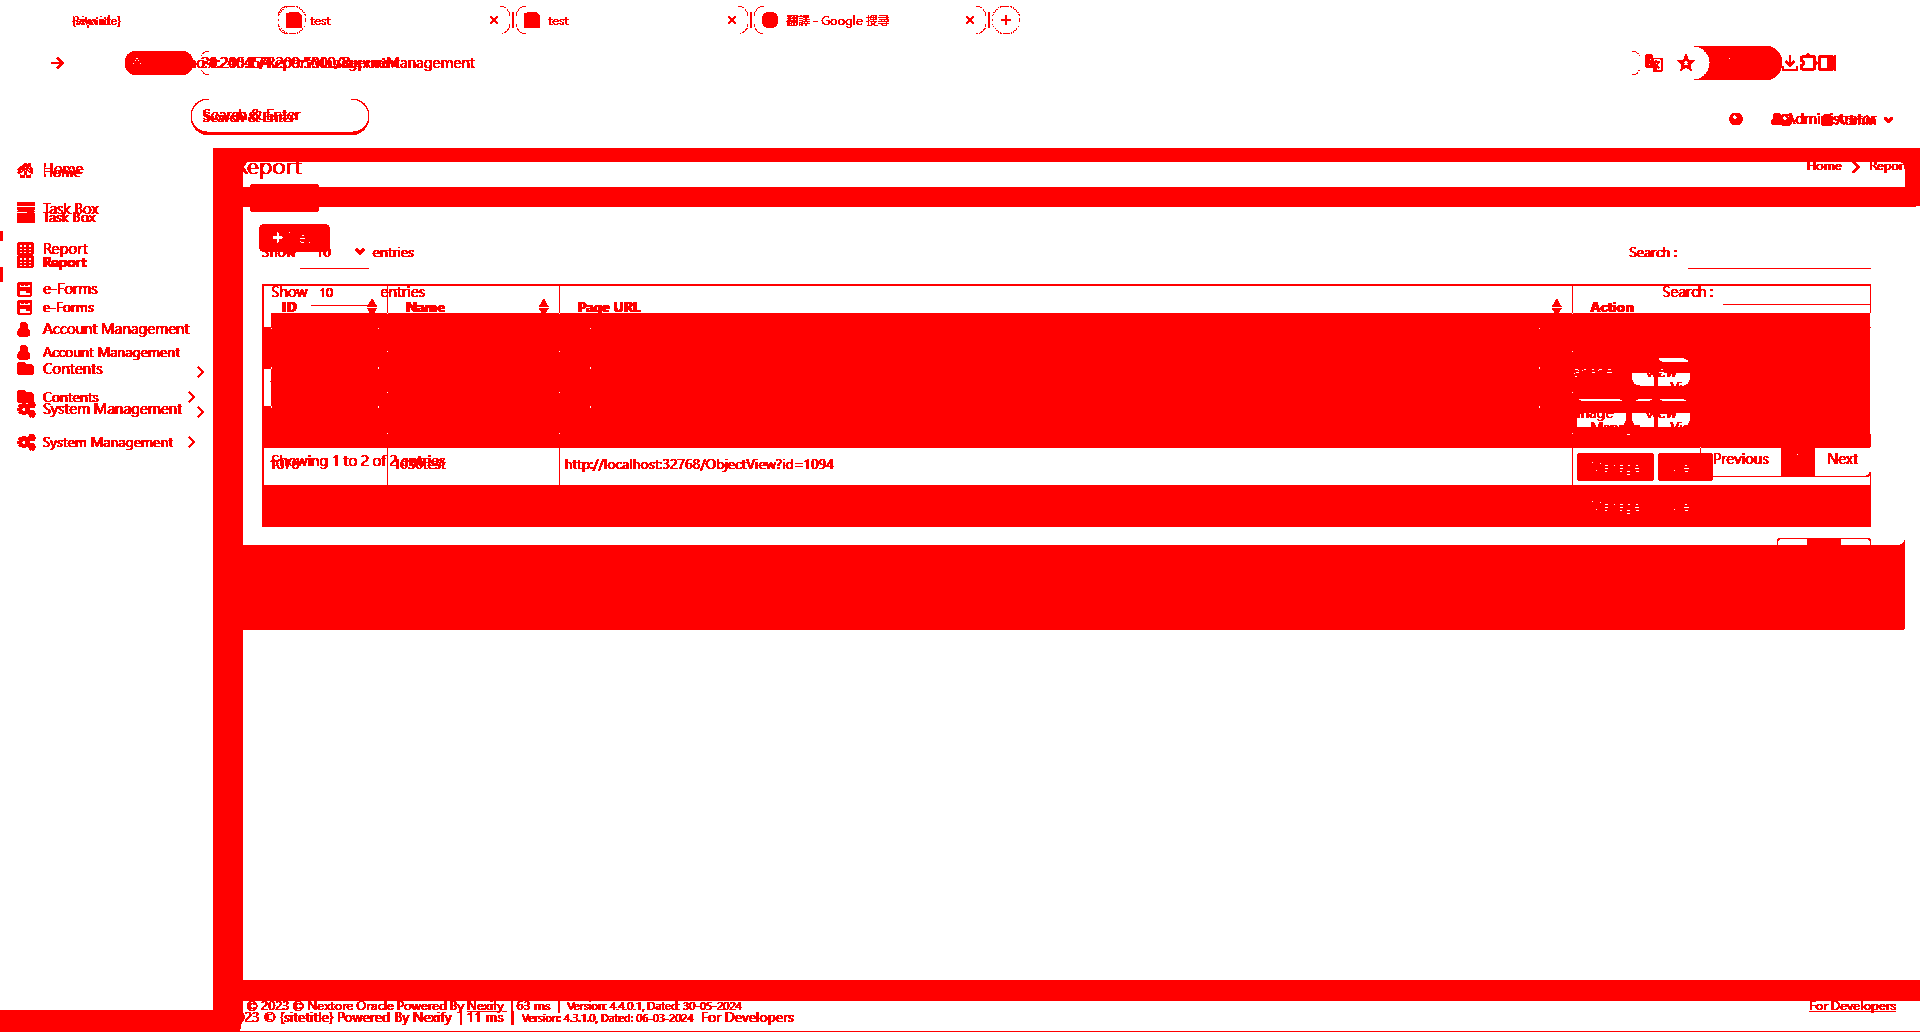 test
test
翻譯 - Google 搜尋
Search & Enter
Administrator
Home
Home
Task Box
Task Box
Report
Report
e-Forms
e-Forms
Account Management
Account Management
Contents
Contents
System Management
System Management
Report
Home
Report
Show 10 entries
Search :
Show 10 entries
Search :
ID
Name
Page URL
Action
Manage
View
Showing 1 to 2 of 2 entries
http://localhost:32768/ObjectView?id=1094
Manage
Previous
Next
Manage
© 2023 © Nextore Oracle Powered By Nexify | 63 ms | Version: 4.4.0.1, Dated: 30-05-2024
For Developers
23 © {sitetitle} Powered By Nexify | 11 ms | Version: 4.3.1.0, Dated: 06-03-2024 For Developers